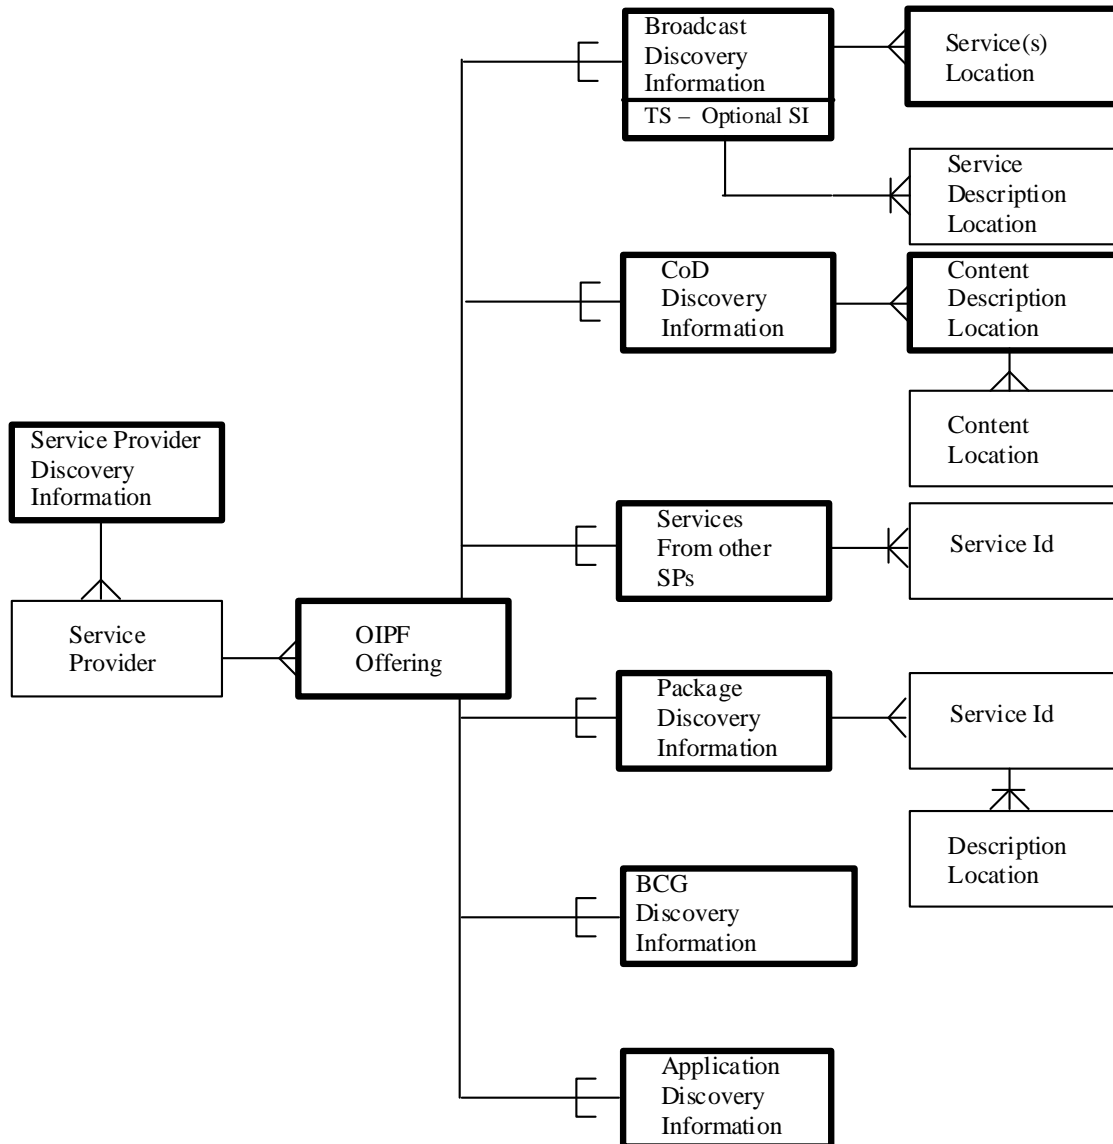 Broadcast
Discovery
Information
TS – Optional SI
Service(s)
Location
Service
Description
Location
CoD
Discovery
Information
Content
Description
Location
Content
Location
Service Provider
Discovery
Information
Services
From other
SPs
Service Id
Service
Provider
OIPF
Offering
Package
Discovery
Information
Service Id
Description
Location
BCG
Discovery
Information
Application
Discovery
Information